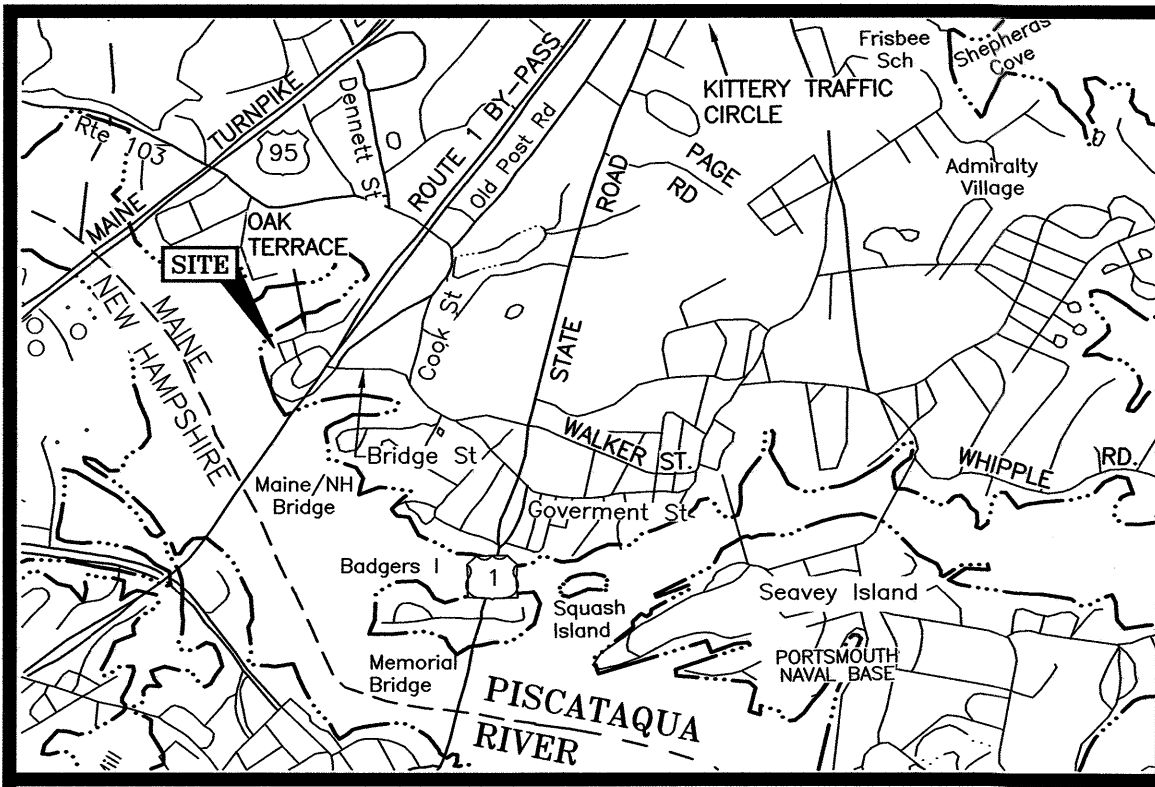 Frisbee
Sch
Shepherds
Cove
KITTERY TRAFFIC
CIRCLE
Rte 103
MAINE TURNPIKE
95
Dennett St
ROUTE 1 BY-PASS
Old Post Rd
STATE ROAD
PAGE
RD
Admiralty
Village
OAK
TERRACE
SITE
MAINE
NEW HAMPSHIRE
Cook St
Bridge St
WALKER ST.
WHIPPLE RD.
Maine/NH
Bridge
Goverment St
Badgers I
1
Squash
Island
Seavey Island
Memorial
Bridge
PORTSMOUTH
NAVAL BASE
PISCATAQUA
RIVER